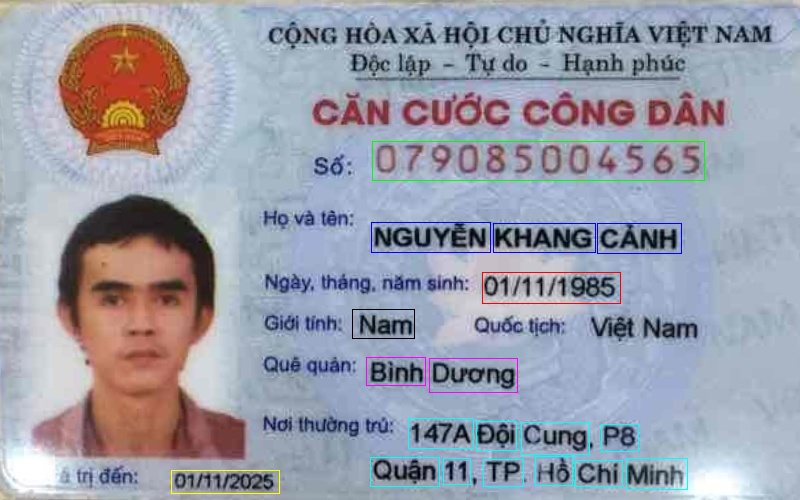 CỘNG HÒA XÃ HỘI CHỦ NGHĨA VIỆT NAM
Độc lập - Tự do - Hạnh phúc
CĂN CƯỚC CÔNG DÂN
Số: 079085004565
Họ và tên:
NGUYỄN KHANG CẢNH
Ngày, tháng, năm sinh: 01/11/1985
Giới tính: Nam Quốc tịch: Việt Nam
Quê quán: Bình Dương
Nơi thường trú: 147A Đội Cung, P8
Quận 11, TP. Hồ Chí Minh
trị đến: 01/11/2025